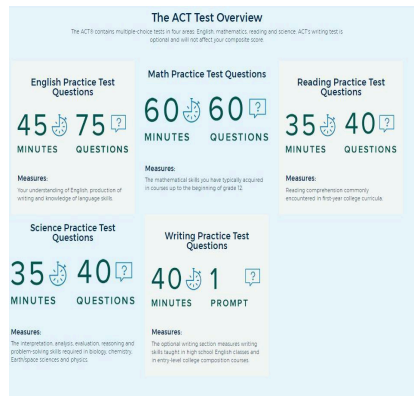 The ACT Test Overview
The ACT® contains multiple-choice tests in four areas: English, mathematics, reading and science. ACT's writing test is
optional and will not affect your composite score.
English Practice Test
Questions
45 75 ?
MINUTES QUESTIONS
Measures:
Your understanding of English, production of
writing and knowledge of language skills.
Math Practice Test Questions
60 60 ?
MINUTES QUESTIONS
Measures:
The mathematical skills you have typically acquired
in courses up to the beginning of grade 12.
Reading Practice Test
Questions
35 40 ?
MINUTES QUESTIONS
Measures:
Reading comprehension commonly
encountered in first-year college curricula.
Science Practice Test
Questions
35 40 ?
MINUTES QUESTIONS
Measures:
The interpretation, analysis, evaluation, reasoning and
problem-solving skills required in biology, chemistry,
Earth/space sciences and physics.
Writing Practice Test
Questions
40 1 ?
MINUTES PROMPT
Measures:
The optional writing section measures writing
skills taught in high school English classes and
in entry-level college composition courses.